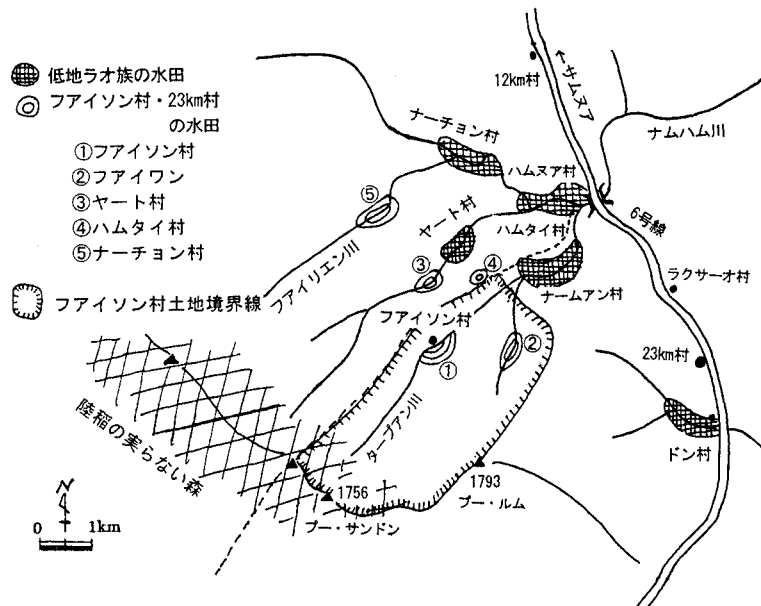 低地ラオ族の水田
フアイソン村・23km村
の水田
①フアイソン村
②フアイワン
③ヤート村
④ハムタイ村
⑤ナーチョン村
フアイソン村土地境界線
←サムヌア
12km村
ナムハム川
ナーチョン村
ハムヌア村
6号線
⑤
ヤート村
ハムタイ村
フアイリエン川
③
④
ラクサーオ村
ナームアン村
フアイソン村
②
23km村
①
陸稲の実らない森
タープアン川
ドン村
1756
プー・サンドン
1793
プー・ルム
N
0 1km